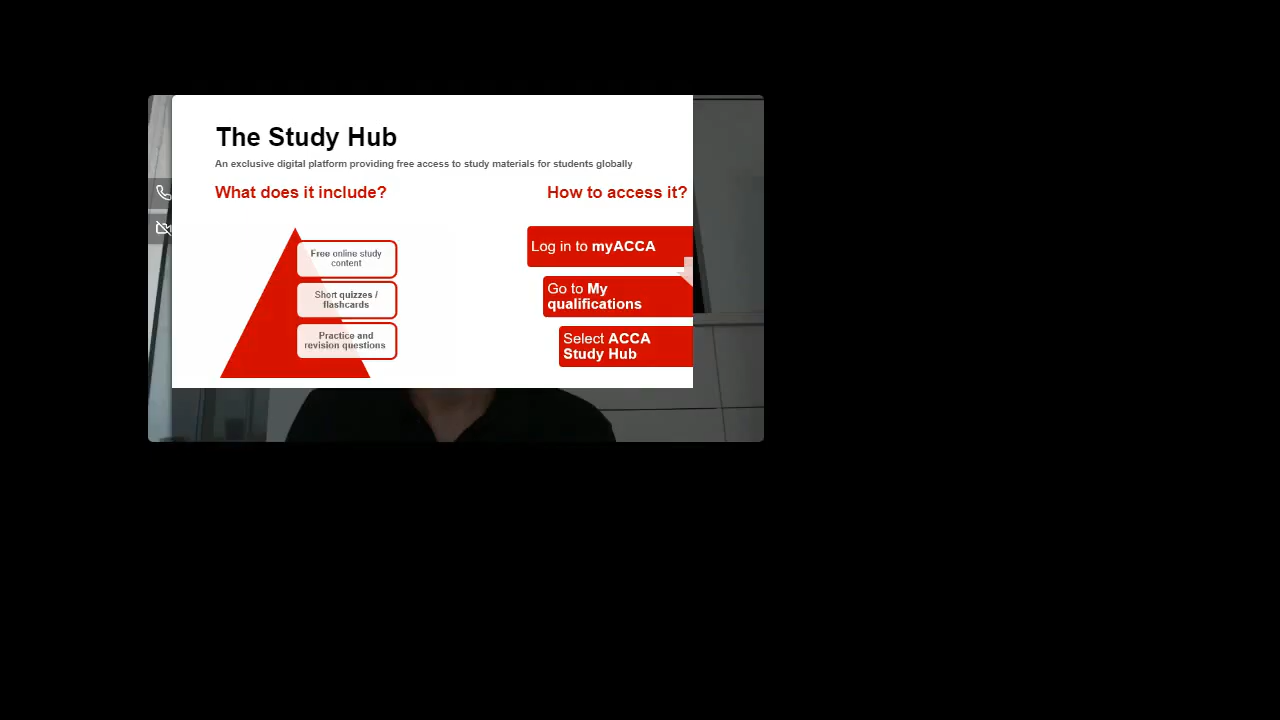 The Study Hub
An exclusive digital platform providing free access to study materials for students globally
What does it include?
Free online study
content
Short quizzes /
flashcards
Practice and
revision questions
How to access it?
Log in to myACCA
Go to My
qualifications
Select ACCA
Study Hub